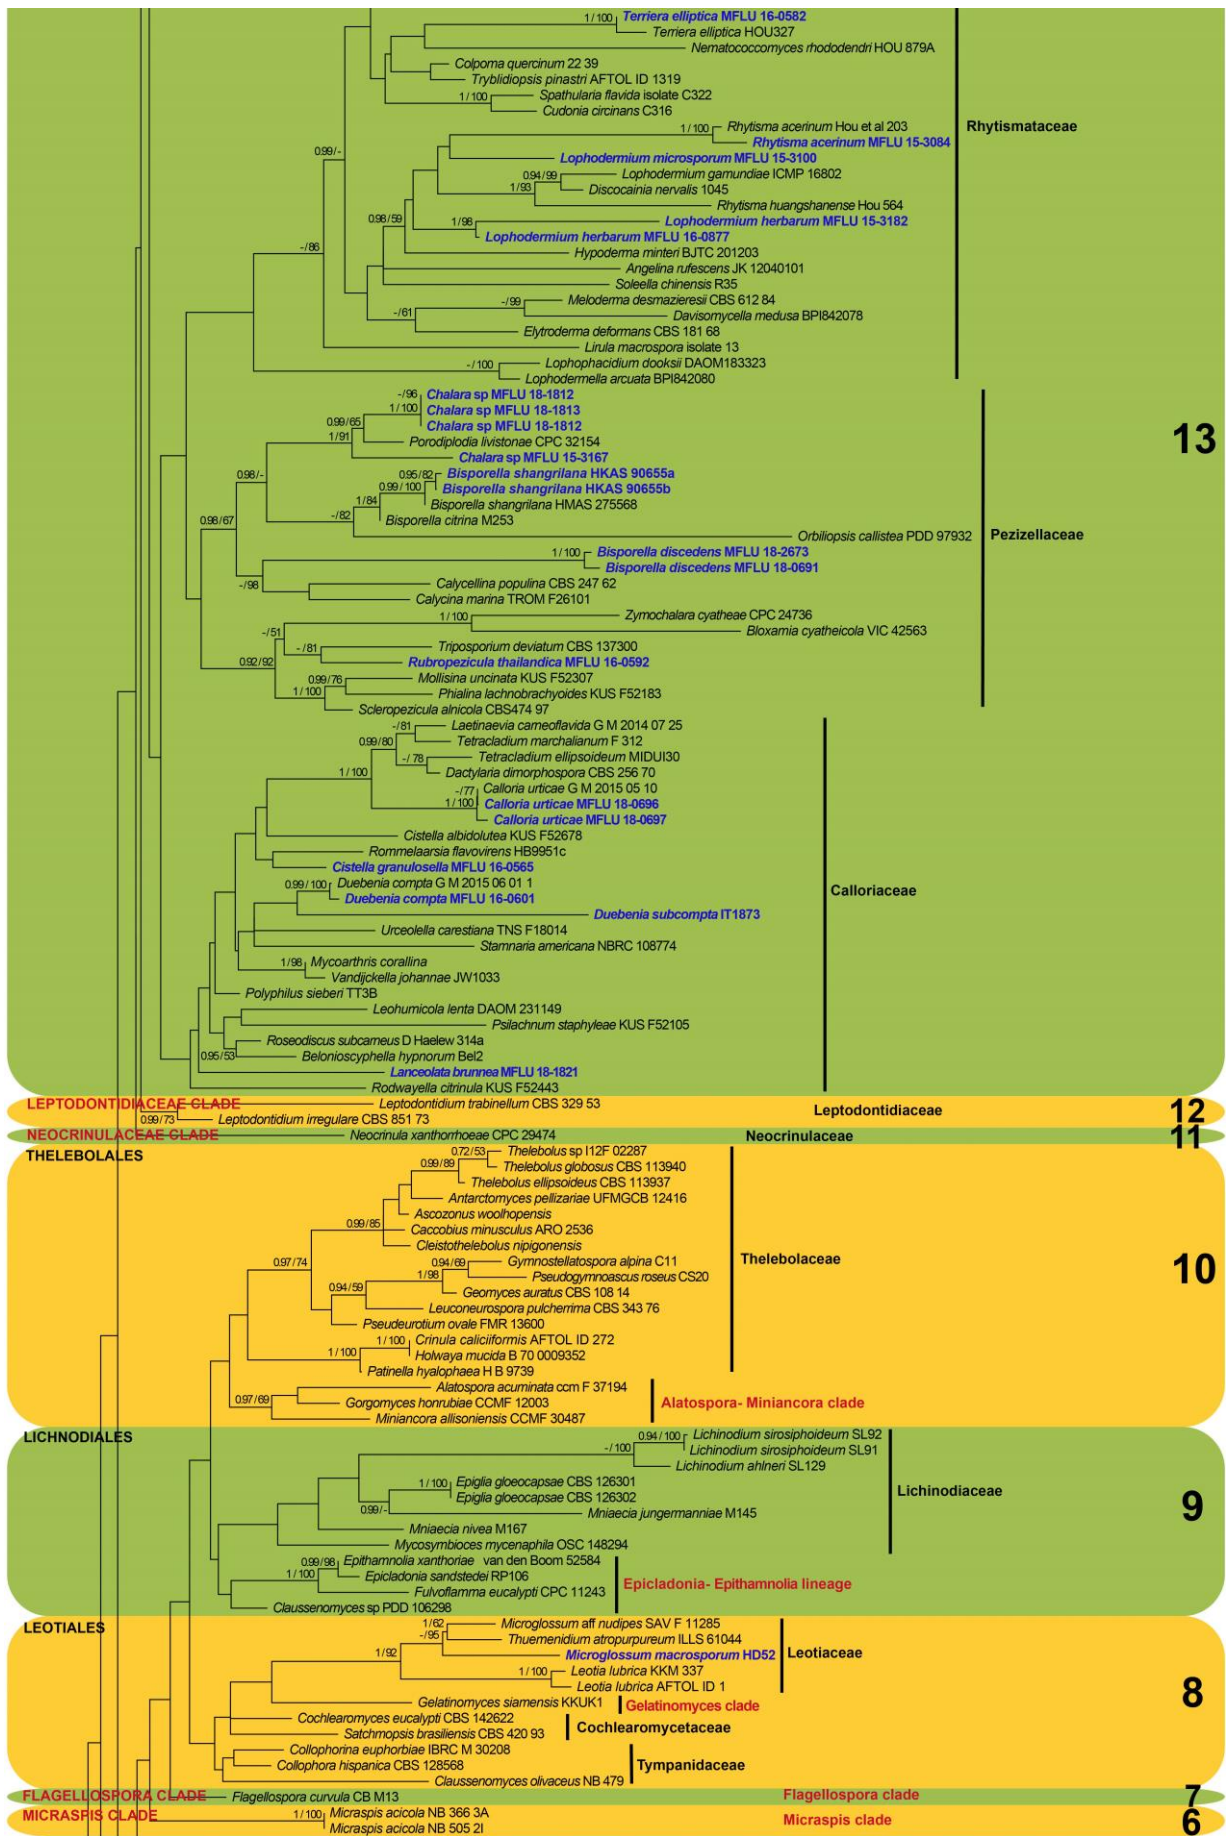 1/100
Terriera elliptica MFLU 16-0582
Terriera elliptica HOU327
Nematococcomyces rhododendri HOU 879A
Colpoma quercinum 22 39
Tryblidiopsis pinastri AFTOL ID 1319
1/100
Spathularia flavida isolate C322
Cudonia circinans C316
Rhytismataceae
1/100
Rhytisma acerinum Hou et al 203
Rhytisma acerinum MFLU 15-3084
0.99/-
Lophodermium microsporum MFLU 15-3100
0.94/99
Lophodermium gamundiae ICMP 16802
1/93
Discocainia nervalis 1045
Rhytisma huangshanense Hou 564
0.98/59
1/98
Lophodermium herbarum MFLU 15-3182
Lophodermium herbarum MFLU 16-0877
-/86
Hypoderma minteri BJTC 201203
Angelina rufescens JK 12040101
Soleella chinensis R35
-/99
Meloderma desmazieresii CBS 612 84
-/61
Davisomycella medusa BPI842078
Elytroderma deformans CBS 181 68
Lirula macrospora isolate 13
-/100
Lophophacidium dooksii DAOM183323
Lophodermella arcuata BPI842080
-/96
Chalara sp MFLU 18-1812
1/100
Chalara sp MFLU 18-1813
0.99/65
Chalara sp MFLU 18-1812
13
1/91
Porodiplodia livistonae CPC 32154
Chalara sp MFLU 15-3167
0.98/-
0.95/82
Bisporella shangrilana HKAS 90655a
0.99/100
Bisporella shangrilana HKAS 90655b
1/84
Bisporella shangrilana HMAS 275568
0.98/67
-/82
Bisporella citrina M253
Orbiliopsis callistea PDD 97932
Pezizellaceae
1/100
Bisporella discedens MFLU 18-2673
Bisporella discedens MFLU 18-0691
-/98
Calycellina populina CBS 247 62
Calycina marina TROM F26101
1/100
Zymochalara cyatheae CPC 24736
-/51
Bloxamia cyatheicola VIC 42563
-/81
Triposporium deviatum CBS 137300
0.92/92
Rubropezicula thailandica MFLU 16-0592
0.99/76
Mollisina uncinata KUS F52307
1/100
Phialina lachnobrachyoides KUS F52183
Scleropezicula alnicola CBS474 97
-/81
Laetinaevia carneoflavida G M 2014 07 25
0.99/80
Tetracladium marchalianum F 312
-/78
Tetracladium ellipsoideum MIDUI30
1/100
Dactylaria dimorphospora CBS 256 70
-/77
Calloria urticae G M 2015 05 10
1/100
Calloria urticae MFLU 18-0696
Calloria urticae MFLU 18-0697
Cistella albidolutea KUS F52678
Rommelaarsia flavovirens HB9951c
Cistella granulosella MFLU 16-0565
0.99/100
Duebenia compta G M 2015 06 01 1
Calloriaceae
Duebenia compta MFLU 16-0601
Duebenia subcompta IT1873
Urceolella carestiana TNS F18014
Stamnaria americana NBRC 108774
1/98
Mycoarthris corallina
Vandijckella johannae JW1033
Polyphilus sieberi TT3B
Leohumicola lenta DAOM 231149
Psilachnum staphyleae KUS F52105
Roseodiscus subcarneus D Haelew 314a
0.95/53
Belonioscyphella hypnorum Bel2
Lanceolata brunnea MFLU 18-1821
Rodwayella citrinula KUS F52443
LEPTODONTIDIACEAE CLADE
Leptodontidium trabinellum CBS 329 53
Leptodontidiaceae
12
0.99/73
Leptodontidium irregulare CBS 851 73
NEOCRINULACEAE CLADE
Neocrinula xanthorrhoeae CPC 29474
Neocrinulaceae
11
THELEBOLALES
0.72/53
Thelebolus sp I12F 02287
0.99/89
Thelebolus globosus CBS 113940
Thelebolus ellipsoideus CBS 113937
Antarctomyces pellizariae UFMGCB 12416
Ascozonus woolhopensis
0.99/85
Caccobius minusculus ARO 2536
Cleistothelebolus nipigonensis
Thelebolaceae
0.97/74
0.94/69
Gymnostellatospora alpina C11
10
1/98
Pseudogymnoascus roseus CS20
0.94/59
Geomyces auratus CBS 108 14
Leuconeurospora pulcherrima CBS 343 76
Pseudeurotium ovale FMR 13600
1/100
Crinula caliciiformis AFTOL ID 272
1/100
Holwaya mucida B 70 0009352
Patinella hyalophaea H B 9739
0.97/69
Alatospora acuminata ccm F 37194
Gorgomyces honrubiae CCMF 12003
Alatospora- Miniancora clade
Miniancora allisoniensis CCMF 30487
LICHNODIALES
0.94/100
Lichinodium sirosiphoideum SL92
-/100
Lichinodium sirosiphoideum SL91
Lichinodium ahlneri SL129
1/100
Epiglia gloeocapsae CBS 126301
Lichinodiaceae
Epiglia gloeocapsae CBS 126302
9
0.99/-
Mniaecia jungermanniae M145
Mniaecia nivea M167
Mycosymbioces mycenaphila OSC 148294
0.99/98
Epithamnolia xanthoriae van den Boom 52584
1/100
Epicladonia sandstedei RP106
Epicladonia- Epithamnolia lineage
Fulvoflamma eucalypti CPC 11243
Claussenomyces sp PDD 106298
LEOTIALES
1/62
Microglossum aff nudipes SAV F 11285
-/95
Thuemenidium atropurpureum ILLS 61044
1/92
Microglossum macrosporum HD52
Leotiaceae
1/100
Leotia lubrica KKM 337
Leotia lubrica AFTOL ID 1
8
Gelatinomyces siamensis KKUK1
Gelatinomyces clade
Cochlearomyces eucalypti CBS 142622
Cochlearomycetaceae
Satchmopsis brasiliensis CBS 420 93
Collophorina euphorbiae IBRC M 30208
Collophora hispanica CBS 128568
Tympanidaceae
Claussenomyces olivaceus NB 479
FLAGELLOSPORA CLADE
Flagellospora curvula CB M13
Flagellospora clade
7
MICRASPIS CLADE
1/100
Micraspis acicola NB 366 3A
Micraspis clade
6
Micraspis acicola NB 505 2I